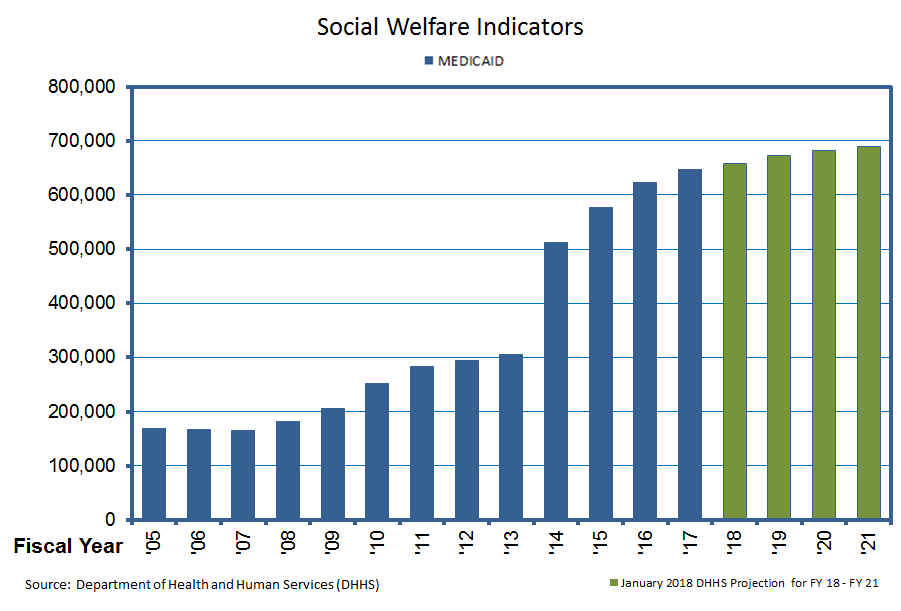 Social Welfare Indicators
MEDICAID
800,000
700,000
600,000
500,000
400,000
300,000
200,000
100,000
0
Fiscal Year '05 '06 '07 '08 '09 '10 '11 '12 '13 '14 '15 '16 '17 '18 '19 '20 '21
Source: Department of Health and Human Services (DHHS)
January 2018 DHHS Projection for FY 18 - FY 21